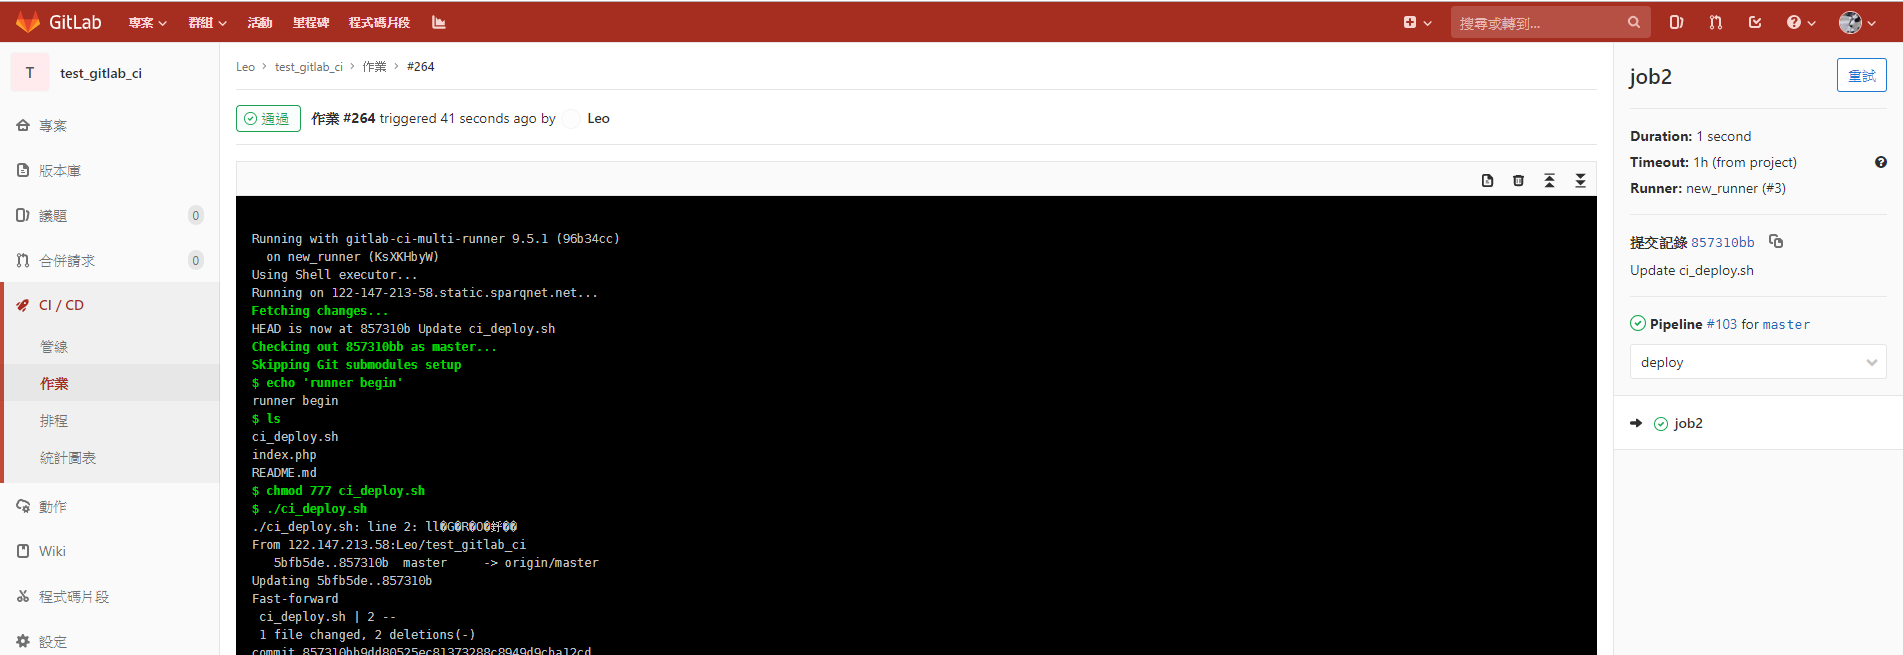 GitLab 專案 群組 活動 里程碑 程式碼片段 搜尋或轉到...
T test_gitlab_ci
專案
版本庫
議題 0
合併請求 0
CI / CD
管線
作業
排程
統計圖表
動作
Wiki
程式碼片段
設定
Leo > test_gitlab_ci > 作業 > #264
通過 作業 #264 triggered 41 seconds ago by Leo
Running with gitlab-ci-multi-runner 9.5.1 (96b34cc)
on new_runner (KsXKHbyW)
Using Shell executor...
Running on 122-147-213-58.static.sparqnet.net...
Fetching changes...
HEAD is now at 857310b Update ci_deploy.sh
Checking out 857310bb as master...
Skipping Git submodules setup
$ echo 'runner begin'
runner begin
$ ls
ci_deploy.sh
index.php
README.md
$ chmod 777 ci_deploy.sh
$ ./ci_deploy.sh
./ci_deploy.sh: line 2: ll�G�R�O�
From 122.147.213.58:Leo/test_gitlab_ci
5bfb5de..857310b master -> origin/master
Updating 5bfb5de..857310b
Fast-forward
ci_deploy.sh | 2 --
1 file changed, 2 deletions(-)
commit 857310bb9dd80525ec81373288c8949d9cba12cd
job2 重試
Duration: 1 second
Timeout: 1h (from project)
Runner: new_runner (#3)
提交記錄 857310bb
Update ci_deploy.sh
Pipeline #103 for master
deploy
job2